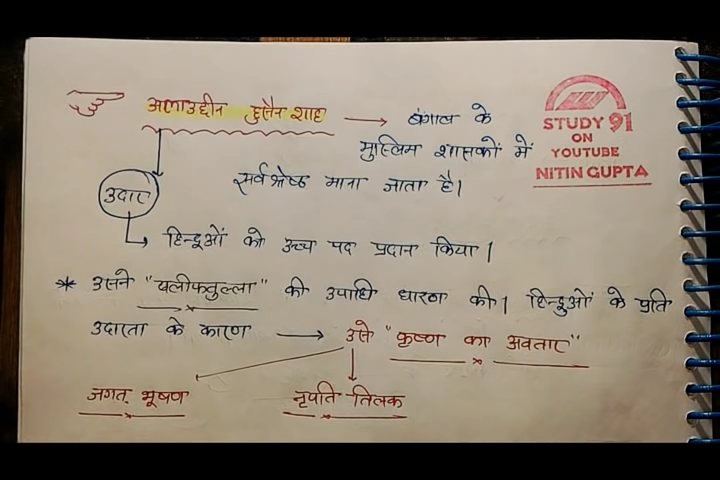 अलाउद्दीन हुसैन शाह → बंगाल के
मुस्लिम शासकों में
सर्वश्रेष्ठ माना जाता है।
उदार
हिन्दुओं को उच्च पद प्रदान किया।
* उसने "खलीफतुल्ला" की उपाधि धारण की। हिन्दुओं के प्रति
उदारता के कारण → उसे "कृष्ण का अवतार"
जगत् भूषण
नृपति तिलक
STUDY 91
ON
YOUTUBE
NITIN GUPTA